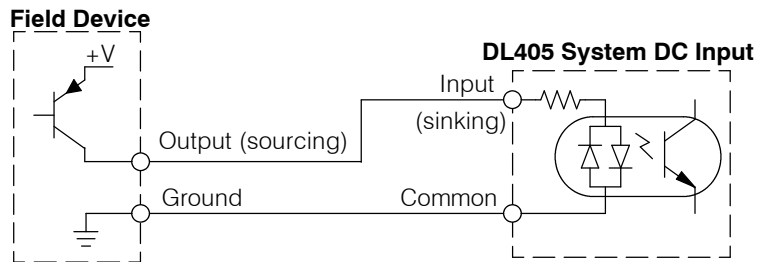 Field Device
+V
DL405 System DC Input
Input
(sinking)
Output (sourcing)
Ground
Common